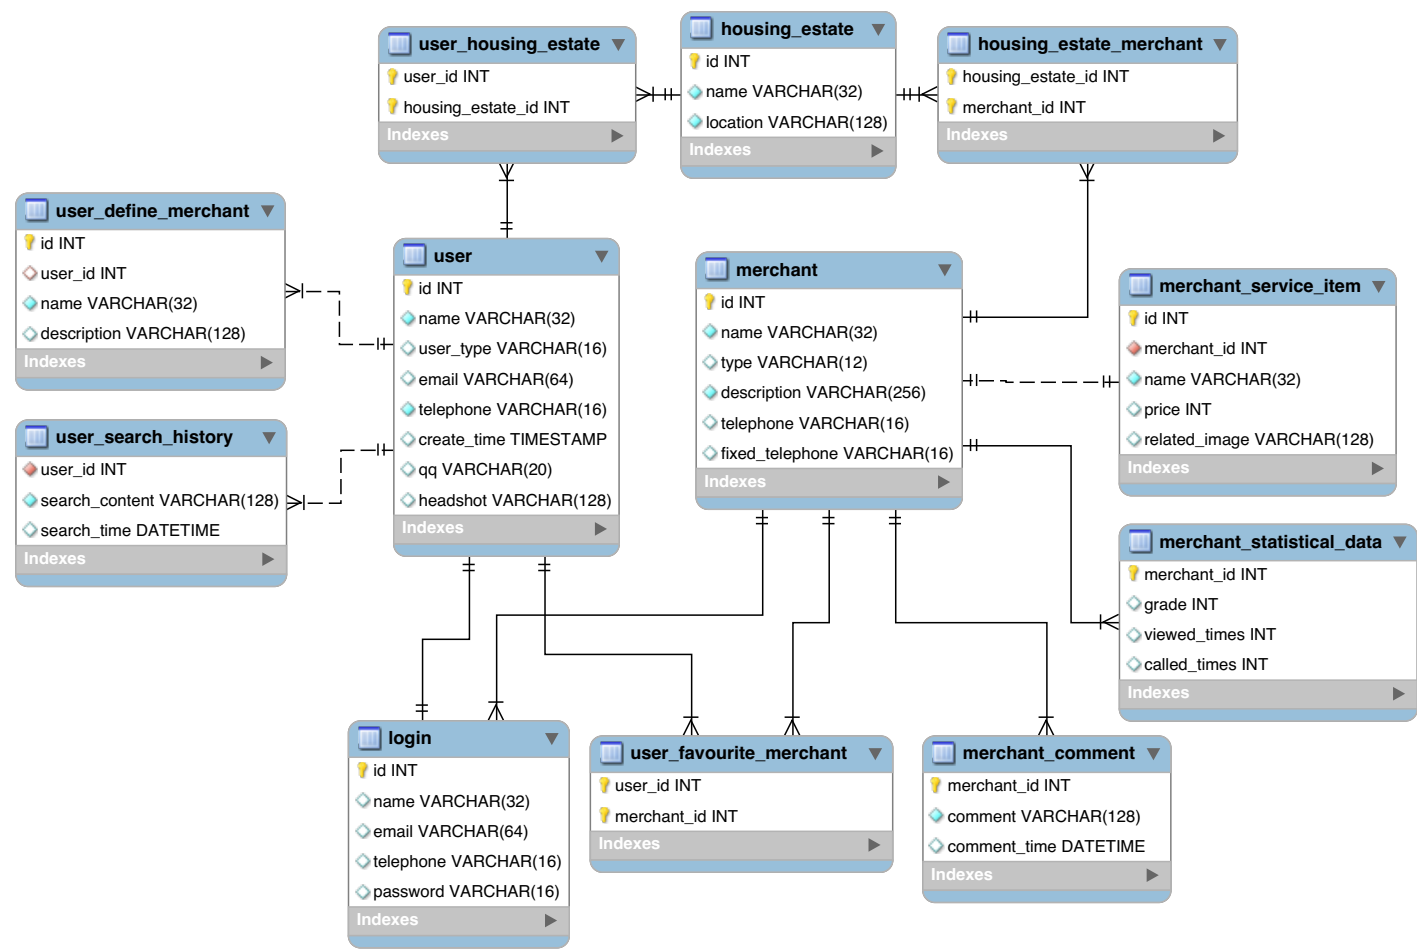 user_housing_estate
user_id INT
housing_estate_id INT
Indexes
housing_estate
id INT
name VARCHAR(32)
location VARCHAR(128)
Indexes
housing_estate_merchant
housing_estate_id INT
merchant_id INT
Indexes
user_define_merchant
id INT
user_id INT
name VARCHAR(32)
description VARCHAR(128)
Indexes
user
id INT
name VARCHAR(32)
user_type VARCHAR(16)
email VARCHAR(64)
telephone VARCHAR(16)
create_time TIMESTAMP
qq VARCHAR(20)
headshot VARCHAR(128)
Indexes
merchant
id INT
name VARCHAR(32)
type VARCHAR(12)
description VARCHAR(256)
telephone VARCHAR(16)
fixed_telephone VARCHAR(16)
Indexes
merchant_service_item
id INT
merchant_id INT
name VARCHAR(32)
price INT
related_image VARCHAR(128)
Indexes
user_search_history
user_id INT
search_content VARCHAR(128)
search_time DATETIME
Indexes
merchant_statistical_data
merchant_id INT
grade INT
viewed_times INT
called_times INT
Indexes
login
id INT
name VARCHAR(32)
email VARCHAR(64)
telephone VARCHAR(16)
password VARCHAR(16)
Indexes
user_favourite_merchant
user_id INT
merchant_id INT
Indexes
merchant_comment
merchant_id INT
comment VARCHAR(128)
comment_time DATETIME
Indexes